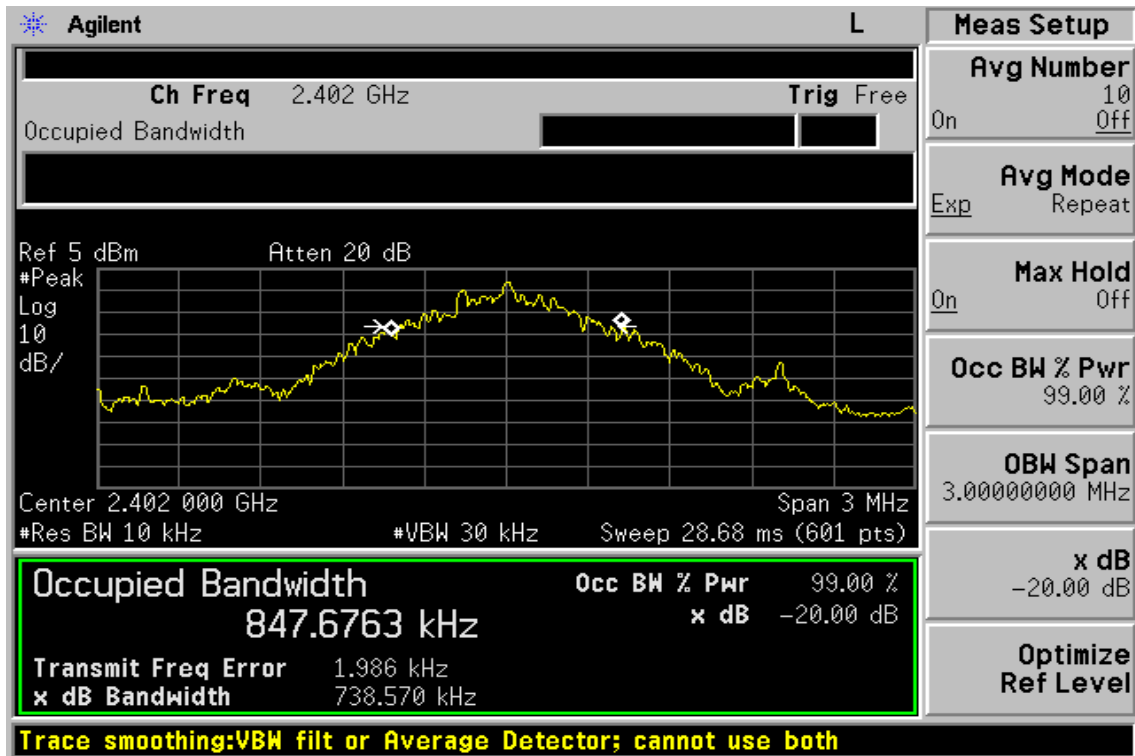 Agilent L
Ch Freq 2.402 GHz Trig Free
Occupied Bandwidth
Ref 5 dBm Atten 20 dB
#Peak
Log
10
dB/
Center 2.402 000 GHz Span 3 MHz
#Res BW 10 kHz #VBW 30 kHz Sweep 28.68 ms (601 pts)
Occupied Bandwidth Occ BW % Pwr 99.00 %
847.6763 kHz x dB -20.00 dB
Transmit Freq Error 1.986 kHz
x dB Bandwidth 738.570 kHz
Trace smoothing:VBW filt or Average Detector; cannot use both
Meas Setup
Avg Number
10
On Off
Avg Mode
Exp Repeat
Max Hold
On Off
Occ BW % Pwr
99.00 %
OBW Span
3.00000000 MHz
x dB
-20.00 dB
Optimize
Ref Level